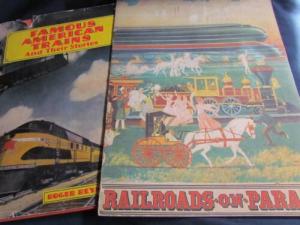 FAMOUS
AMERICAN
TRAINS
And Their Stories
ROGER REY
RAILROADS-ON-PARA